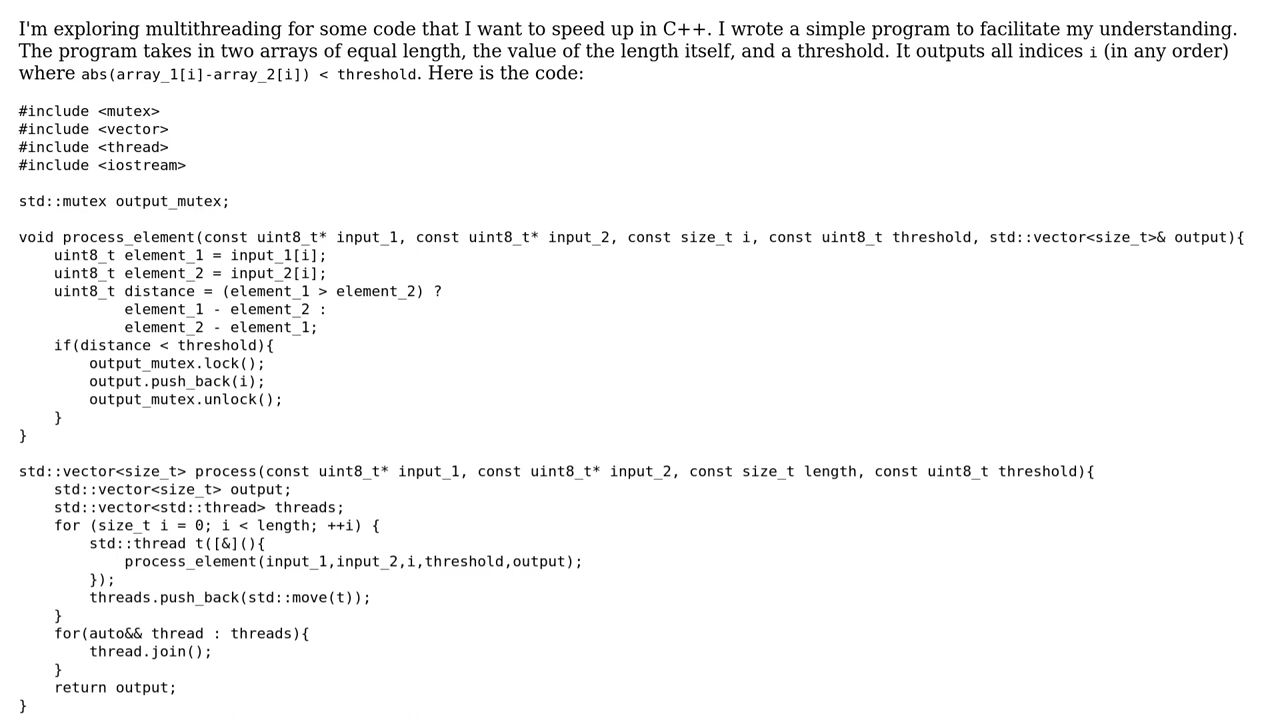 I'm exploring multithreading for some code that I want to speed up in C++. I wrote a simple program to facilitate my understanding.
The program takes in two arrays of equal length, the value of the length itself, and a threshold. It outputs all indices i (in any order)
where abs(array_1[i]-array_2[i]) < threshold. Here is the code:
#include <mutex>
#include <vector>
#include <thread>
#include <iostream>
std::mutex output_mutex;
void process_element(const uint8_t* input_1, const uint8_t* input_2, const size_t i, const uint8_t threshold, std::vector<size_t>& output){
    uint8_t element_1 = input_1[i];
    uint8_t element_2 = input_2[i];
    uint8_t distance = (element_1 > element_2) ?
            element_1 - element_2 :
            element_2 - element_1;
    if(distance < threshold){
        output_mutex.lock();
        output.push_back(i);
        output_mutex.unlock();
    }
}
std::vector<size_t> process(const uint8_t* input_1, const uint8_t* input_2, const size_t length, const uint8_t threshold){
    std::vector<size_t> output;
    std::vector<std::thread> threads;
    for (size_t i = 0; i < length; ++i) {
        std::thread t([&](){
            process_element(input_1,input_2,i,threshold,output);
        });
        threads.push_back(std::move(t));
    }
    for(auto&& thread : threads){
        thread.join();
    }
    return output;
}